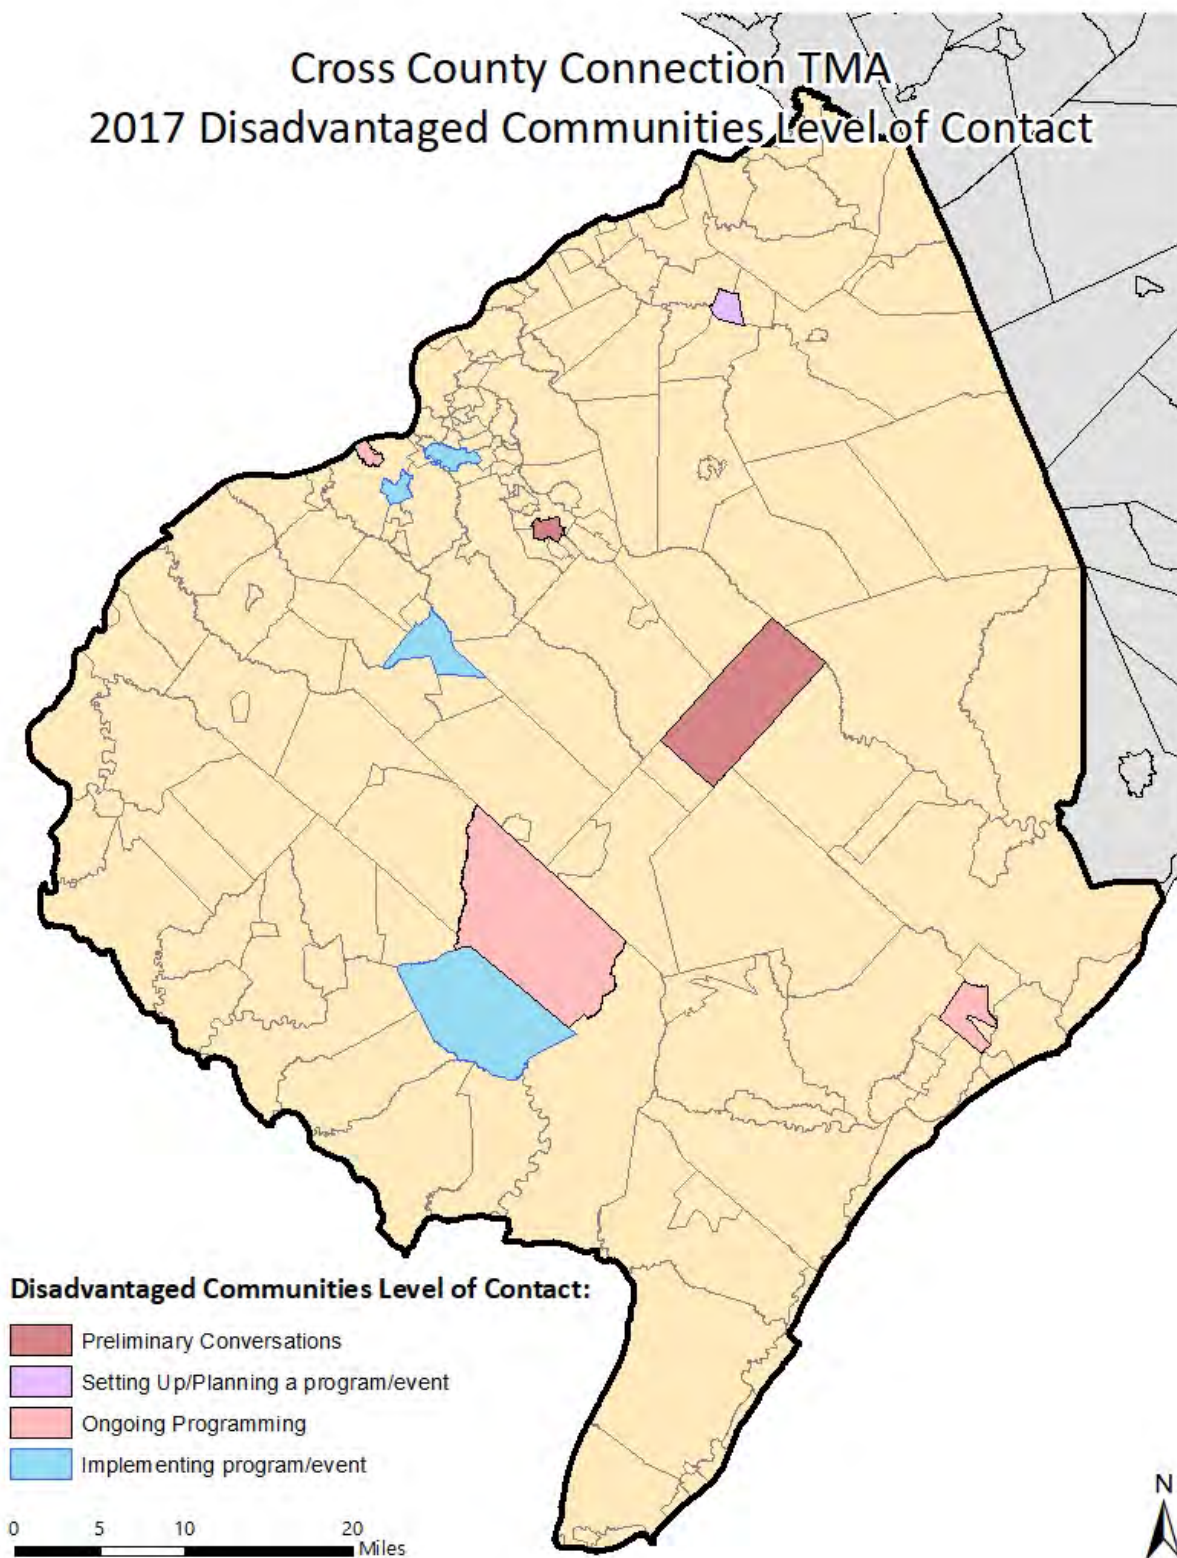 Cross County Connection TMA
2017 Disadvantaged Communities Level of Contact
Disadvantaged Communities Level of Contact:
Preliminary Conversations
Setting Up/Planning a program/event
Ongoing Programming
Implementing program/event
0 5 10 20
Miles
N